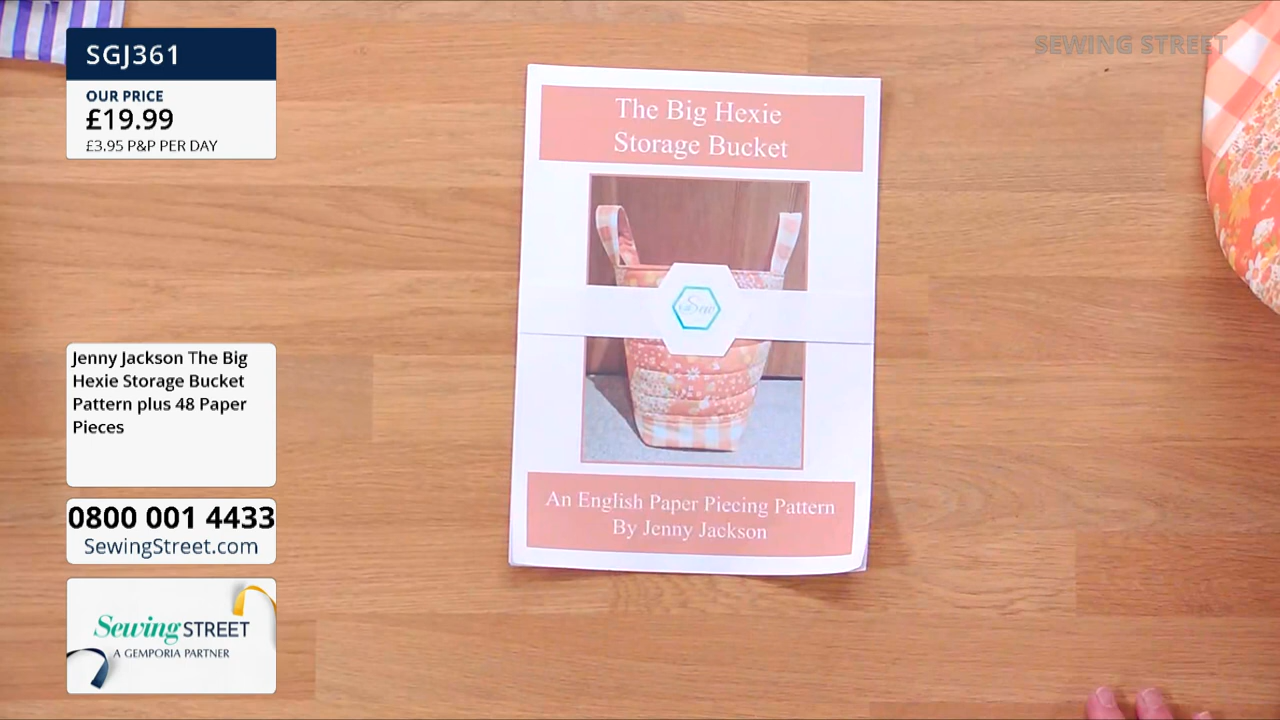 SGJ361
OUR PRICE
£19.99
£3.95 P&P PER DAY
Jenny Jackson The Big
Hexie Storage Bucket
Pattern plus 48 Paper
Pieces
0800 001 4433
SewingStreet.com
Sewing STREET
A GEMPORIA PARTNER
SEWING STREET
The Big Hexie
Storage Bucket
Sew
An English Paper Piecing Pattern
By Jenny Jackson